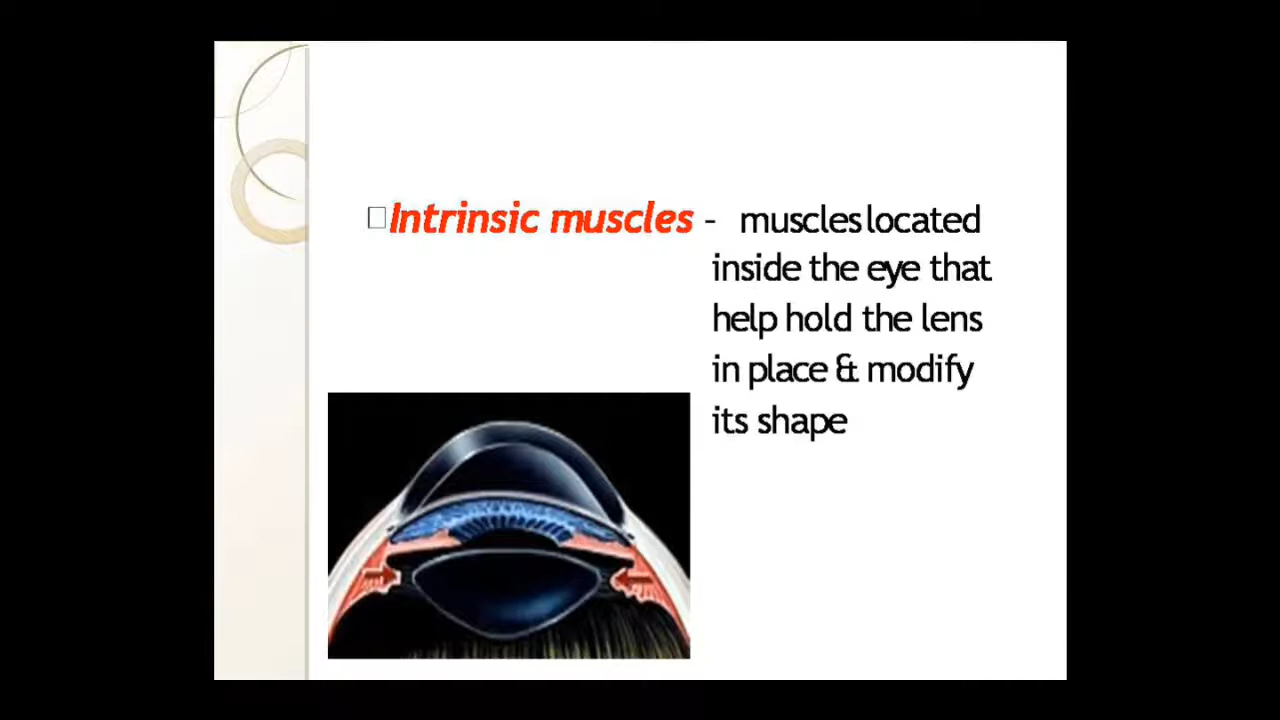 Intrinsic muscles - muscles located
inside the eye that
help hold the lens
in place & modify
its shape